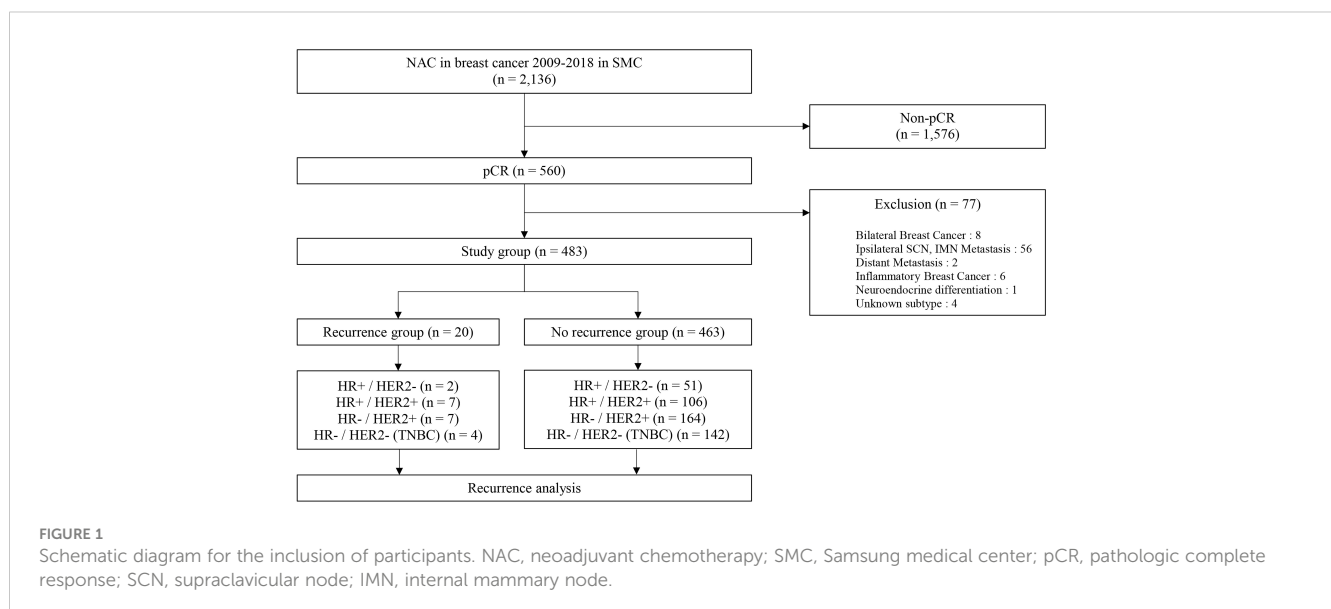 NAC in breast cancer 2009-2018 in SMC
(n = 2,136)
Non-pCR
(n = 1,576)
pCR (n = 560)
Exclusion (n = 77)
Bilateral Breast Cancer : 8
Ipsilateral SCN, IMN Metastasis : 56
Distant Metastasis : 2
Inflammatory Breast Cancer : 6
Neuroendocrine differentiation : 1
Unknown subtype : 4
Study group (n = 483)
Recurrence group (n = 20)
No recurrence group (n = 463)
HR+ / HER2- (n = 2)
HR+ / HER2+ (n = 7)
HR- / HER2+ (n = 7)
HR- / HER2- (TNBC) (n = 4)
HR+ / HER2- (n = 51)
HR+ / HER2+ (n = 106)
HR- / HER2+ (n = 164)
HR- / HER2- (TNBC) (n = 142)
Recurrence analysis
FIGURE 1
Schematic diagram for the inclusion of participants. NAC, neoadjuvant chemotherapy; SMC, Samsung medical center; pCR, pathologic complete
response; SCN, supraclavicular node; IMN, internal mammary node.